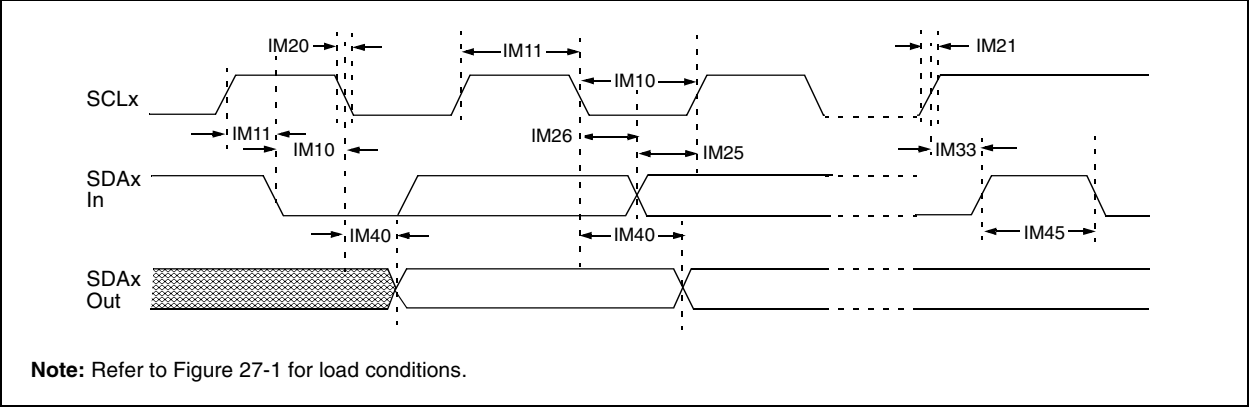 IM20
IM11
IM21
IM10
SCLx
IM11
IM26
IM10
IM25
IM33
SDAx
In
IM40
IM40
IM45
SDAx
Out
Note: Refer to Figure 27-1 for load conditions.